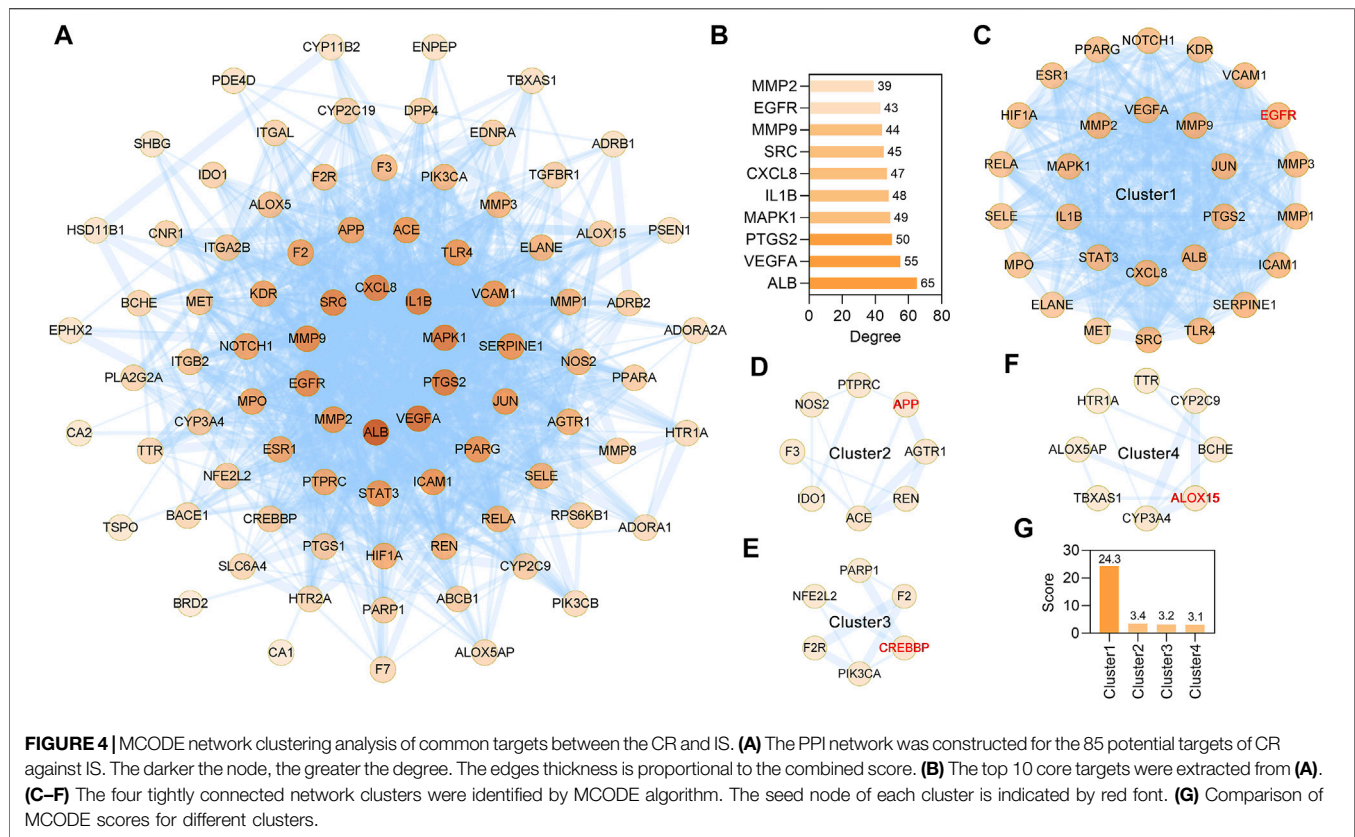 A
CYP11B2
ENPEP
PDE4D
TBXAS1
CYP2C19
DPP4
SHBG
ITGAL
EDNRA
ADRB1
IDO1
F2R
F3
PIK3CA
TGFBR1
HSD11B1
CNR1
ALOX5
APP
ACE
MMP3
ALOX15
PSEN1
ITGA2B
F2
TLR4
ELANE
BCHE
MET
KDR
SRC
CXCL8
IL1B
VCAM1
MMP1
ADRB2
EPHX2
ADORA2A
PLA2G2A
ITGB2
NOTCH1
MMP9
MAPK1
SERPINE1
NOS2
PPARA
CYP3A4
MPO
EGFR
PTGS2
JUN
AGTR1
CA2
TTR
ESR1
MMP2
ALB
VEGFA
PPARG
MMP8
HTR1A
NFE2L2
PTPRC
STAT3
ICAM1
SELE
TSPO
BACE1
CREBBP
RELA
RPS6KB1
ADORA1
SLC6A4
PTGS1
HIF1A
REN
CYP2C9
BRD2
HTR2A
PARP1
ABCB1
PIK3CB
CA1
F7
ALOX5AP
B
MMP2 39
EGFR 43
MMP9 44
SRC 45
CXCL8 47
IL1B 48
MAPK1 49
PTGS2 50
VEGFA 55
ALB 65
0 20 40 60 80
Degree
C
NOTCH1
PPARG
KDR
ESR1
VCAM1
HIF1A
MMP2
VEGFA
MMP9
EGFR
RELA
MAPK1
JUN
MMP3
Cluster1
SELE
IL1B
PTGS2
MMP1
MPO
STAT3
CXCL8
ALB
ICAM1
ELANE
SERPINE1
MET
SRC
TLR4
D
PTPRC
NOS2
APP
F3
Cluster2
AGTR1
IDO1
REN
ACE
E
PARP1
NFE2L2
F2
Cluster3
F2R
CREBBP
PIK3CA
F
TTR
HTR1A
CYP2C9
ALOX5AP
Cluster4
BCHE
TBXAS1
ALOX15
CYP3A4
G
Score
30
20
10
0
24.3
3.4
3.2
3.1
Cluster1
Cluster2
Cluster3
Cluster4
FIGURE 4 | MCODE network clustering analysis of common targets between the CR and IS. (A) The PPI network was constructed for the 85 potential targets of CR
against IS. The darker the node, the greater the degree. The edges thickness is proportional to the combined score. (B) The top 10 core targets were extracted from (A).
(C–F) The four tightly connected network clusters were identified by MCODE algorithm. The seed node of each cluster is indicated by red font. (G) Comparison of
MCODE scores for different clusters.